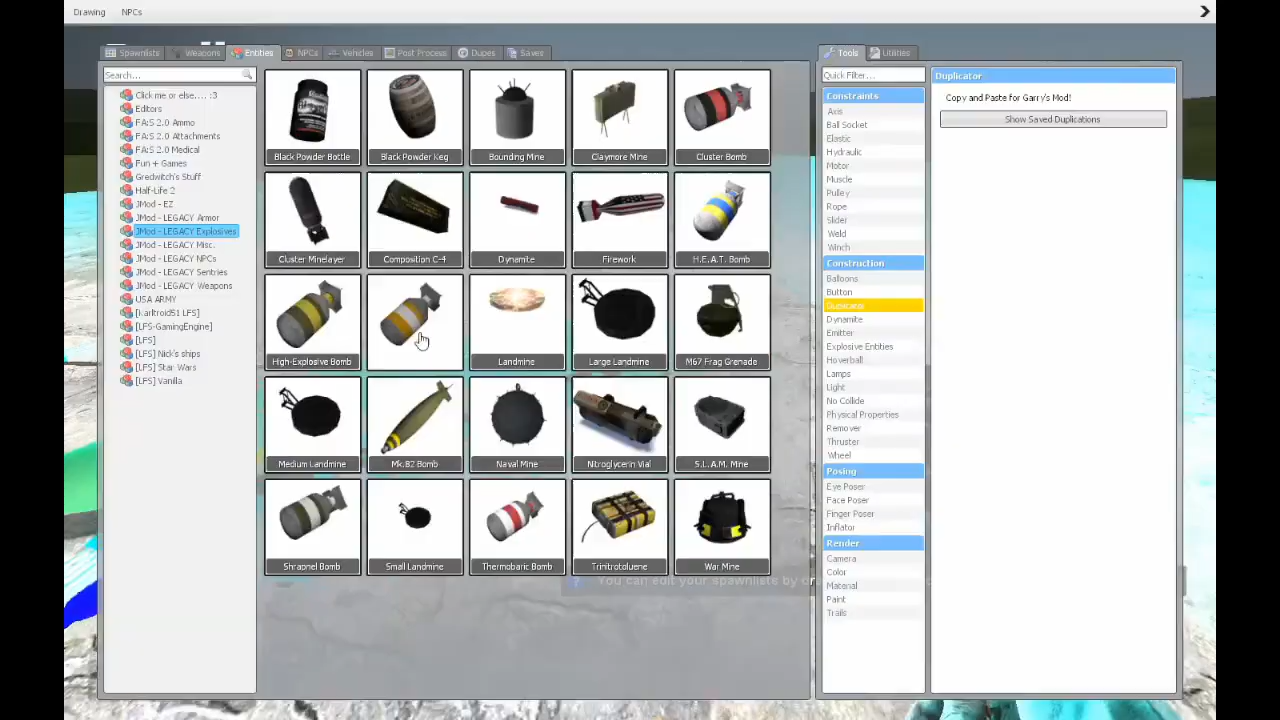 Drawing NPCs
Spawnlists Weapons Entities NPCs Vehicles Post Process Dupes Saves
Search...
Click me or else.... :3
Editors
FA:S 2.0 Ammo
FA:S 2.0 Attachments
FA:S 2.0 Medical
Fun + Games
Gredwitch's Stuff
Half-Life 2
JMod - EZ
JMod - LEGACY Armor
JMod - LEGACY Explosives
JMod - LEGACY Misc.
JMod - LEGACY NPCs
JMod - LEGACY Sentries
JMod - LEGACY Weapons
USA ARMY
[karltroid51 LFS]
[LFS-GamingEngine]
[LFS]
[LFS] Nick's ships
[LFS] Star Wars
[LFS] Vanilla
Black Powder Bottle Black Powder Keg Bounding Mine Claymore Mine Cluster Bomb
Cluster Minelayer Composition C-4 Dynamite Firework H.E.A.T. Bomb
High-Explosive Bomb Landmine Large Landmine M67 Frag Grenade
Medium Landmine Mk.82 Bomb Naval Mine Nitroglycerin Vial S.L.A.M. Mine
Shrapnel Bomb Small Landmine Thermobaric Bomb Trinitrotoluene War Mine
You can edit your spawnlists by
Tools Utilities
Quick Filter...
Constraints
Axis
Ball Socket
Elastic
Hydraulic
Motor
Muscle
Pulley
Rope
Slider
Weld
Winch
Construction
Balloons
Button
Duplicator
Dynamite
Emitter
Explosive Entities
Hoverball
Lamps
Light
No Collide
Physical Properties
Remover
Thruster
Wheel
Posing
Eye Poser
Face Poser
Finger Poser
Inflator
Render
Camera
Color
Material
Paint
Trails
Duplicator
Copy and Paste for Garry's Mod!
Show Saved Duplications